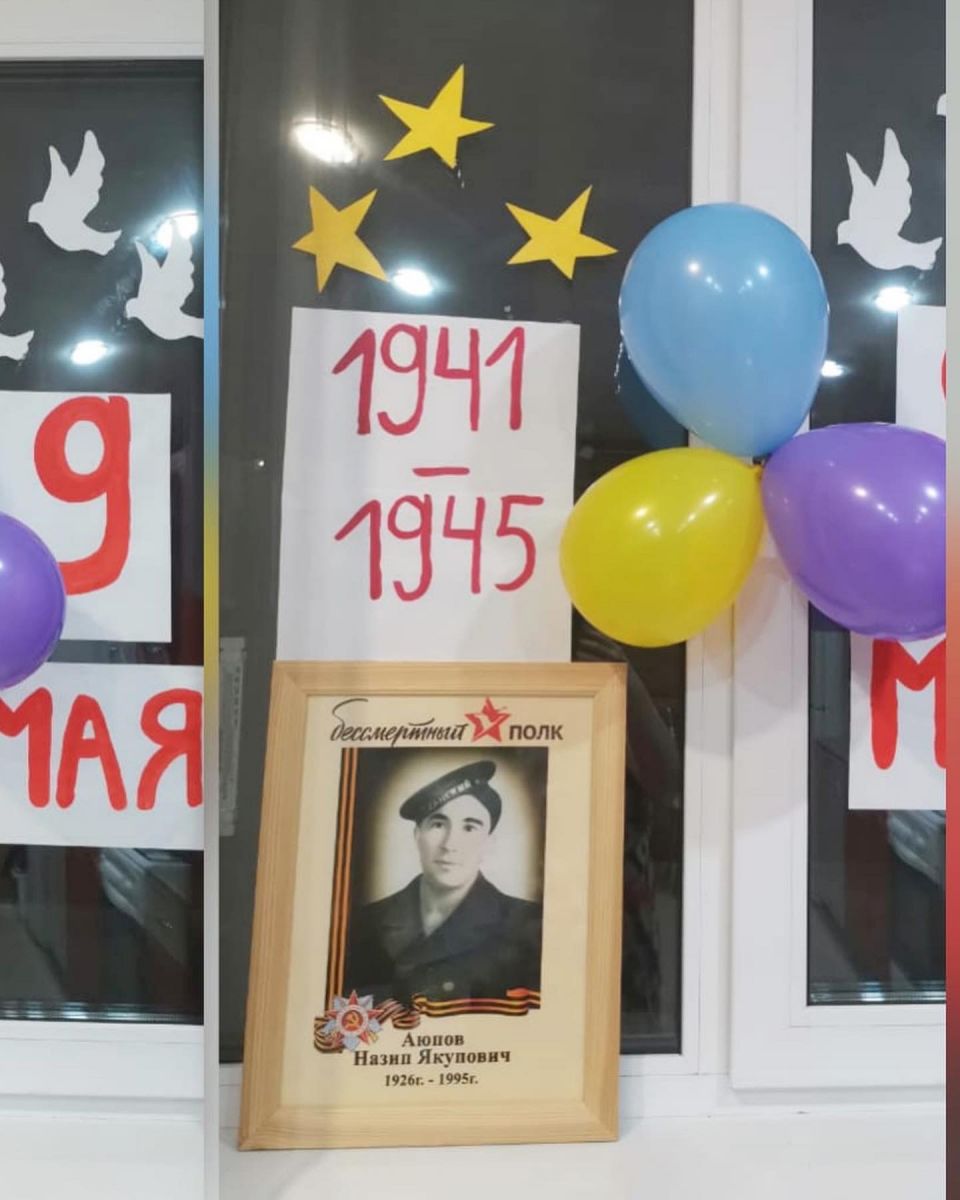 9
МАЯ
1941
–
1945
бессмертный полк
Аюпов
Назип Якупович
1926г. - 1995г.
М